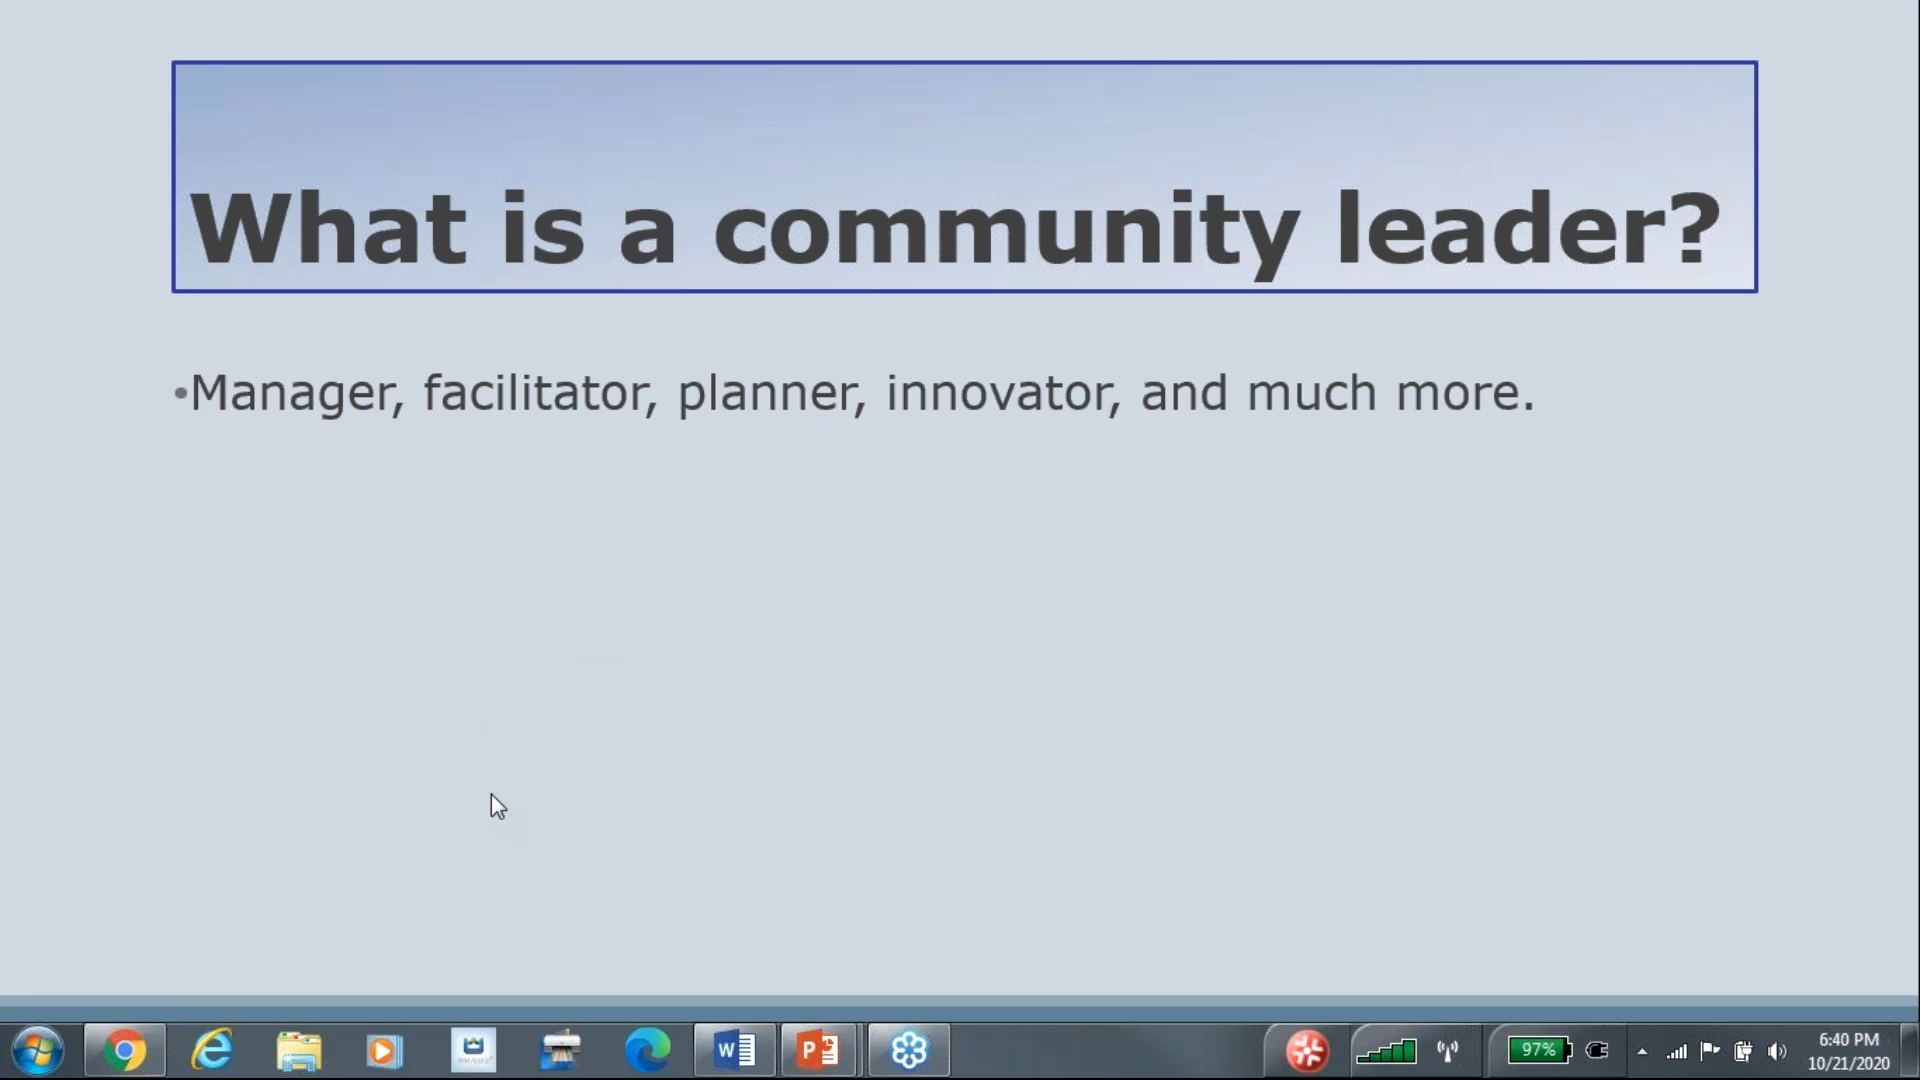 What is a community leader?
•Manager, facilitator, planner, innovator, and much more.
97%
6:40 PM
10/21/2020